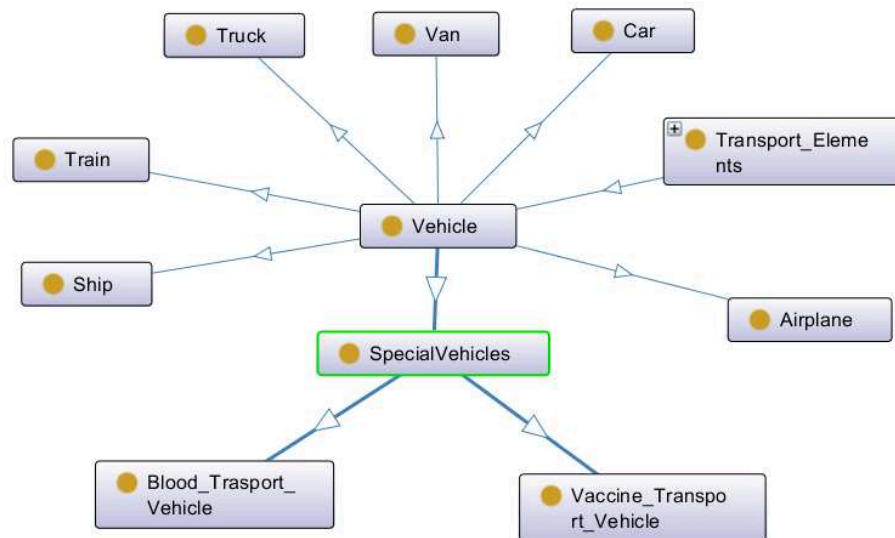 Truck
Van
Car
Train
Transport_Eleme
nts
Vehicle
Ship
Airplane
SpecialVehicles
Blood_Trasport_
Vehicle
Vaccine_Transpo
rt_Vehicle